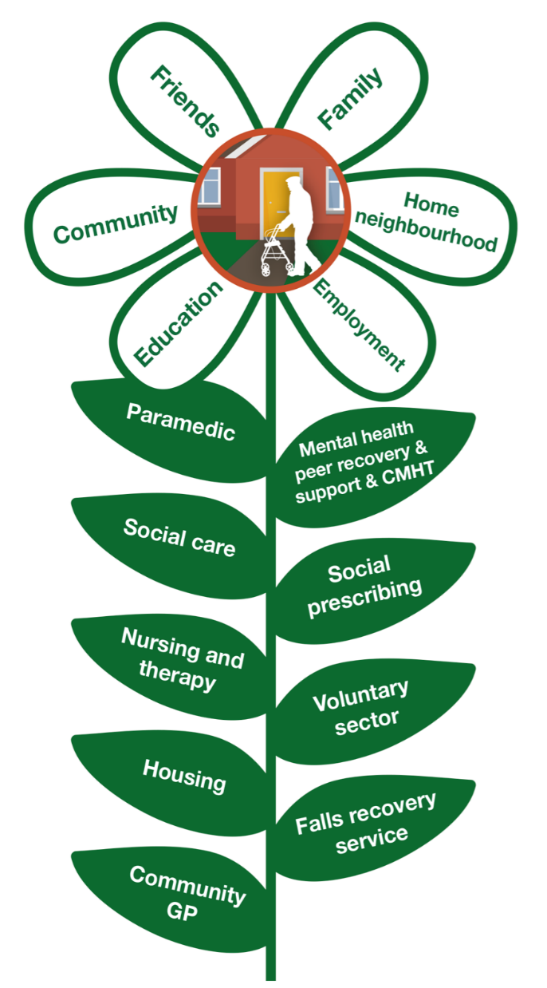 Friends
Family
Community
Home
neighbourhood
Education
Employment
Paramedic
Mental health
peer recovery &
support & CMHT
Social care
Social
prescribing
Nursing and
therapy
Voluntary
sector
Housing
Falls recovery
service
Community
GP